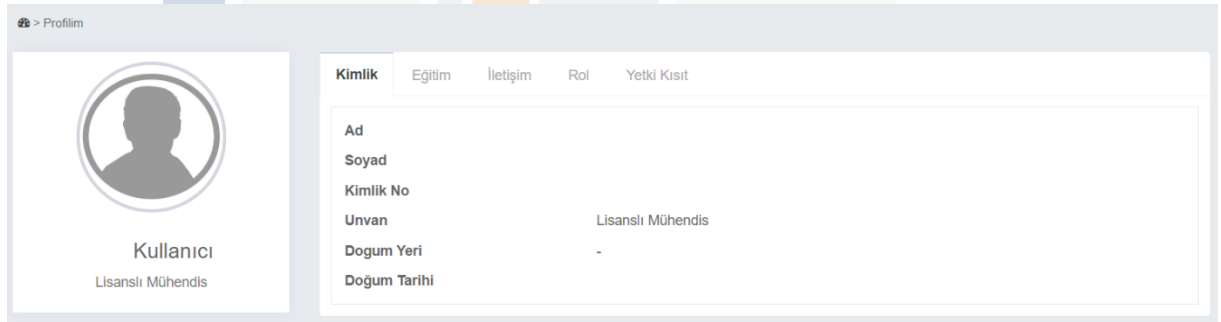 > Profilim
Kullanıcı
Lisanslı Mühendis
Kimlik Eğitim İletişim Rol Yetki Kısıt
Ad
Soyad
Kimlik No
Unvan Lisanslı Mühendis
Dogum Yeri -
Doğum Tarihi